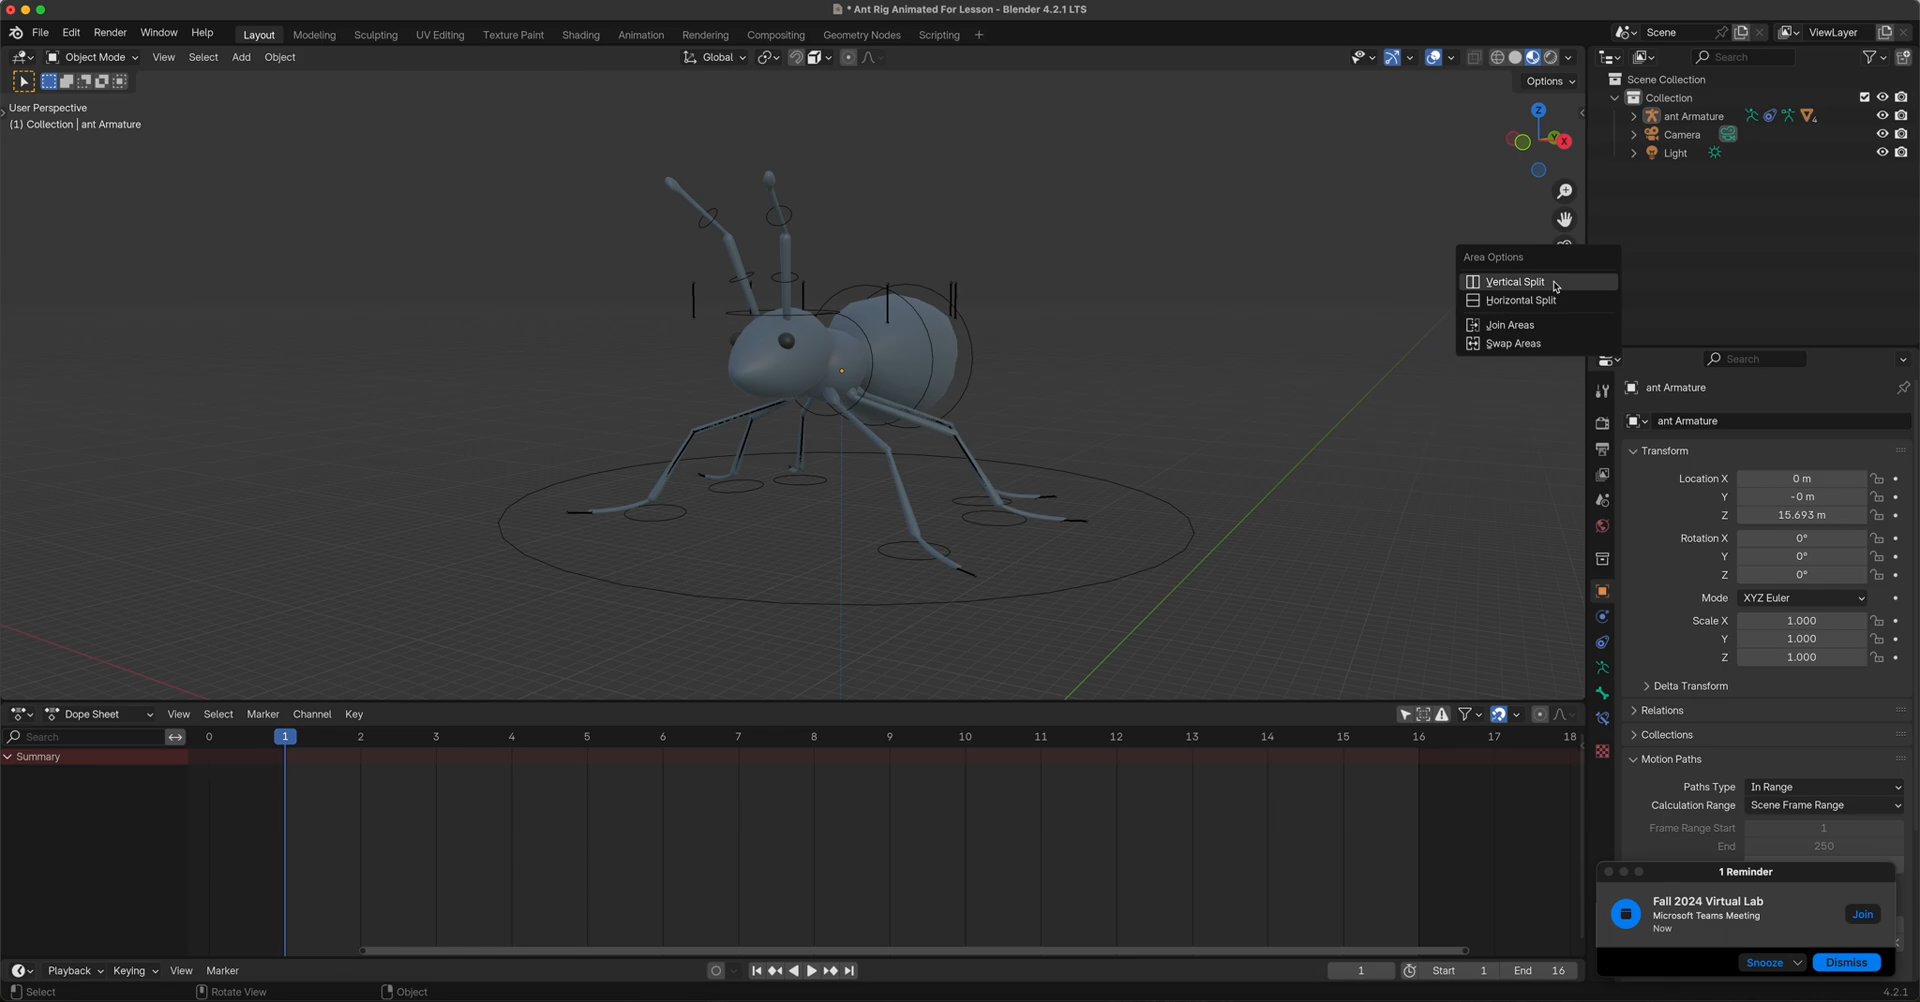 * Ant Rig Animated For Lesson - Blender 4.2.1 LTS
File Edit Render Window Help Layout Modeling Sculpting UV Editing Texture Paint Shading Animation Rendering Compositing Geometry Nodes Scripting + Scene ViewLayer
Object Mode View Select Add Object Global Search
Options
User Perspective
(1) Collection | ant Armature
Z
Y
X
Scene Collection
Collection
ant Armature 4
Camera
Light
Area Options
Vertical Split
Horizontal Split
Join Areas
Swap Areas
Search
ant Armature
ant Armature
Transform
Location X 0 m
Y -0 m
Z 15.693 m
Rotation X 0°
Y 0°
Z 0°
Mode XYZ Euler
Scale X 1.000
Y 1.000
Z 1.000
Delta Transform
Relations
Collections
Motion Paths
Paths Type In Range
Calculation Range Scene Frame Range
Frame Range Start 1
End 250
Dope Sheet View Select Marker Channel Key
Search 0 1 2 3 4 5 6 7 8 9 10 11 12 13 14 15 16 17 18
Summary
1 Reminder
Fall 2024 Virtual Lab
Microsoft Teams Meeting
Now
Join
Snooze Dismiss
Playback Keying View Marker 1 Start 1 End 16
Select Rotate View Object 4.2.1